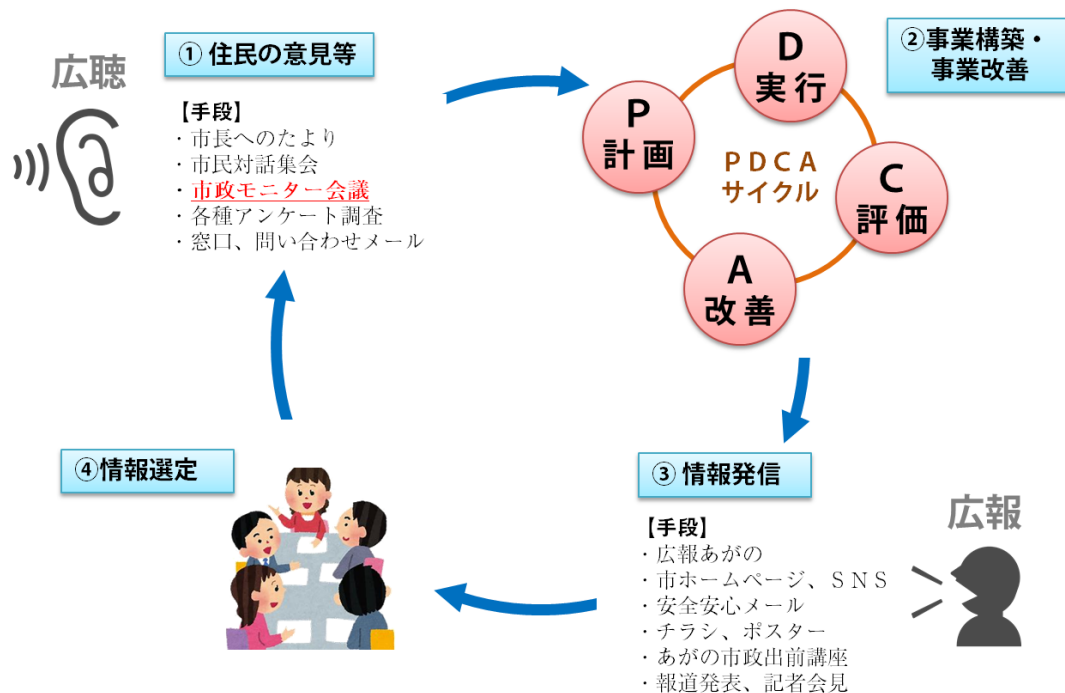 広聴
① 住民の意見等
【手段】
・市長へのたより
・市民対話集会
・市政モニター会議
・各種アンケート調査
・窓口、問い合わせメール
②事業構築・
事業改善
P
計画
D
実行
C
評価
A
改善
PDCA
サイクル
③ 情報発信
広報
【手段】
・広報あがの
・市ホームページ、ＳＮＳ
・安全安心メール
・チラシ、ポスター
・あがの市政出前講座
・報道発表、記者会見
④情報選定